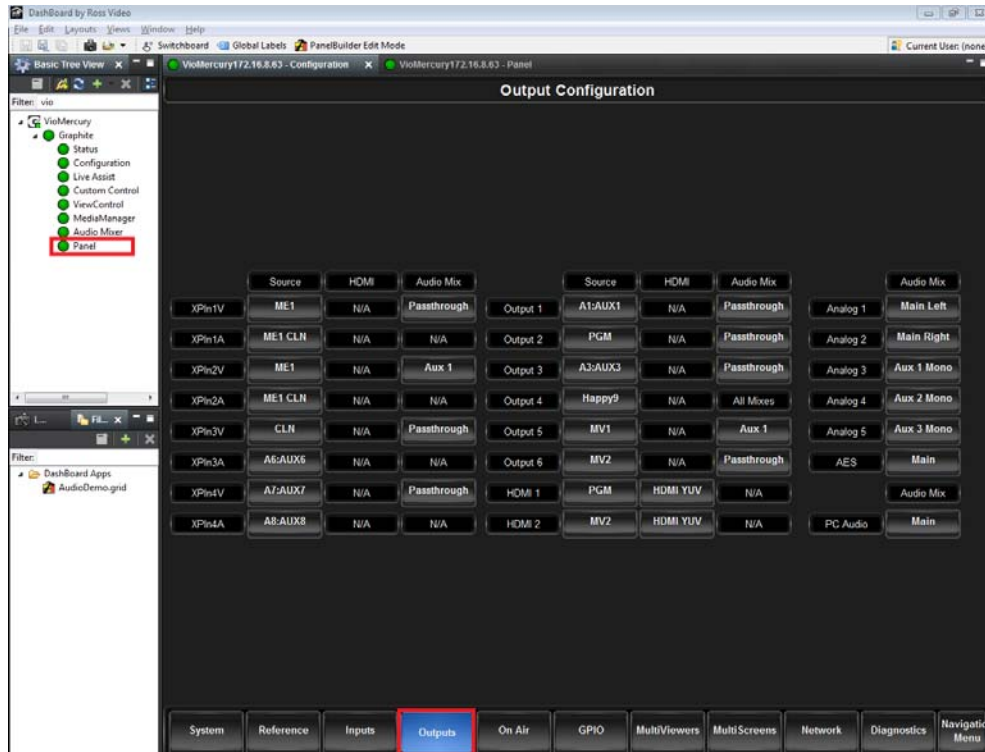 DashBoard by Ross Video
File Edit Layouts Views Window Help
Switchboard Global Labels PanelBuilder Edit Mode
Current User: (none
Basic Tree View
VioMercury172.16.8.63 - Configuration
VioMercury172.16.8.63 - Panel
Filter: vio
VioMercury
Graphite
Status
Configuration
Live Assist
Custom Control
ViewControl
MediaManager
Audio Mixer
Panel
L...
Fil...
Filter:
DashBoard Apps
AudioDemo.grid
Output Configuration
Source HDMI Audio Mix Source HDMI Audio Mix Audio Mix
XPIn1V ME1 N/A Passthrough Output 1 A1:AUX1 N/A Passthrough Analog 1 Main Left
XPIn1A ME1 CLN N/A N/A Output 2 PGM N/A Passthrough Analog 2 Main Right
XPIn2V ME1 N/A Aux 1 Output 3 A3:AUX3 N/A Passthrough Analog 3 Aux 1 Mono
XPIn2A ME1 CLN N/A N/A Output 4 Happy9 N/A All Mixes Analog 4 Aux 2 Mono
XPIn3V CLN N/A Passthrough Output 5 MV1 N/A Aux 1 Analog 5 Aux 3 Mono
XPIn3A A6:AUX6 N/A N/A Output 6 MV2 N/A Passthrough AES Main
XPIn4V A7:AUX7 N/A Passthrough HDMI 1 PGM HDMI YUV N/A Audio Mix
XPIn4A A8:AUX8 N/A N/A HDMI 2 MV2 HDMI YUV N/A PC Audio Main
System Reference Inputs Outputs On Air GPIO MultiViewers MultiScreens Network Diagnostics Navigatio
Menu